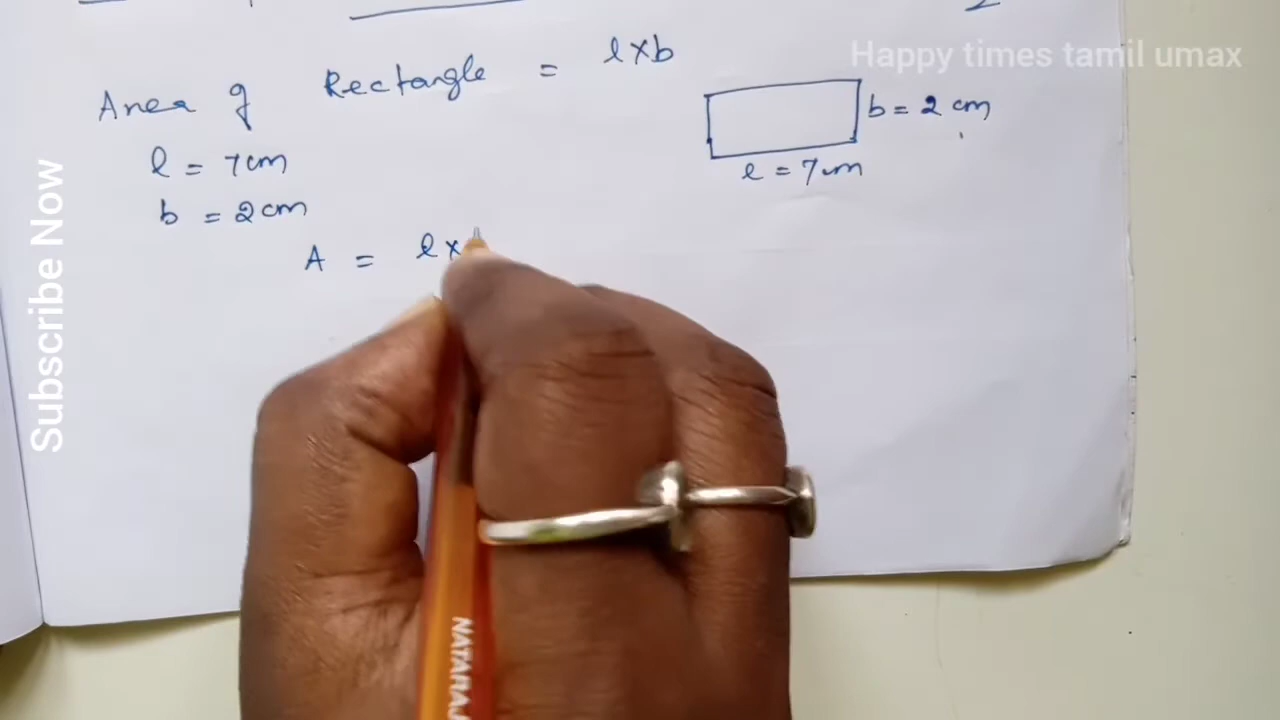 Happy times tamil umax
Area of Rectangle = l x b
b = 2 cm
l = 7cm
l = 7cm
b = 2cm
A = l x
Subscribe Now
NATARAJ